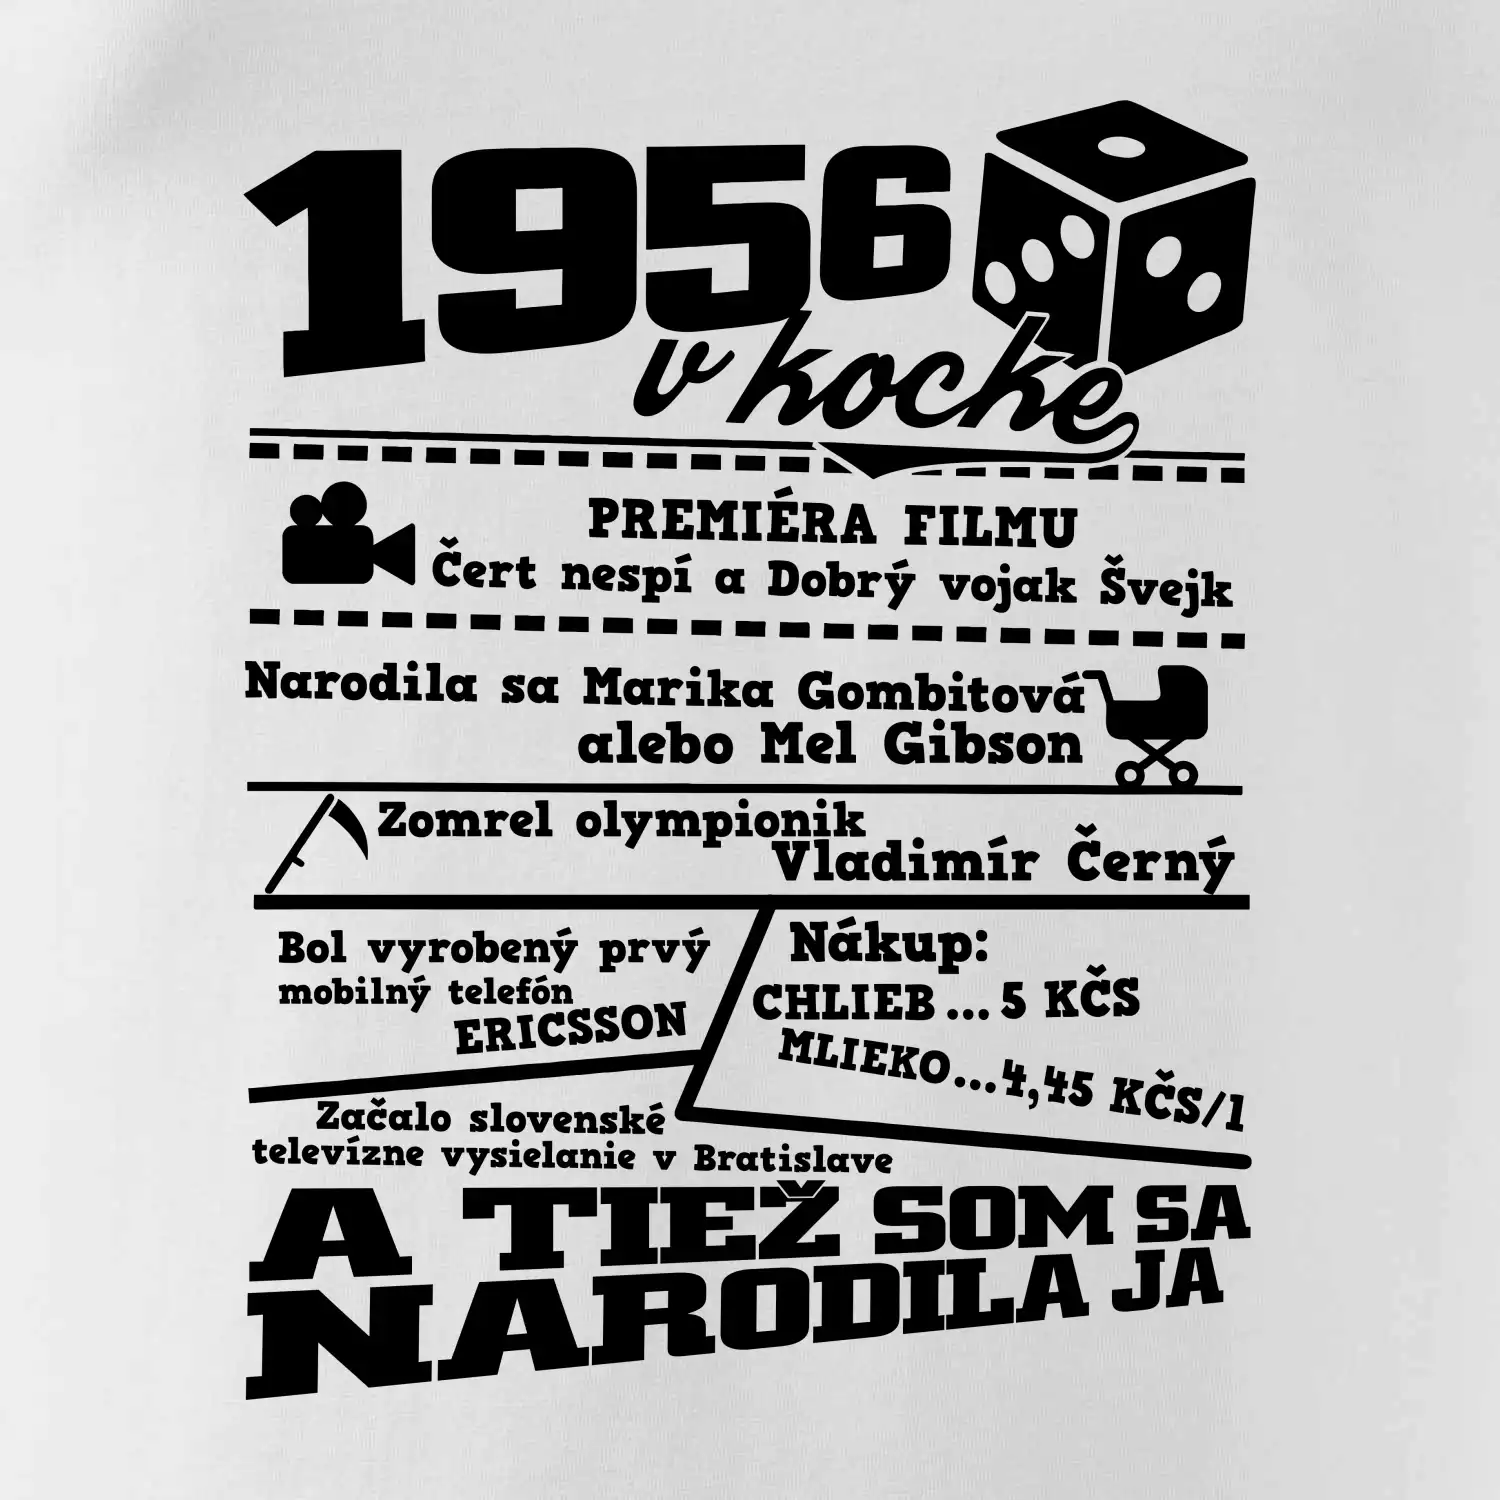 1956
v kocke
PREMIÉRA FILMU
Čert nespí a Dobrý vojak Švejk
Narodila sa Marika Gombitová
alebo Mel Gibson
Zomrel olympionik
Vladimír Černý
Bol vyrobený prvý
mobilný telefón
ERICSSON
Nákup:
CHLIEB...5 KČS
MLIEKO...4,45 KČS/l
Začalo slovenské
televízne vysielanie v Bratislave
A TIEŽ SOM SA
NARODILA JA